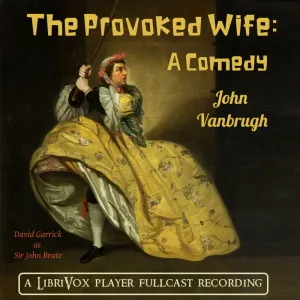 The Provoked Wife:
A Comedy
John
Vanbrugh
David Garrick
as
Sir John Brute
A LIBRIVOX PLAYER FULLCAST RECORDING